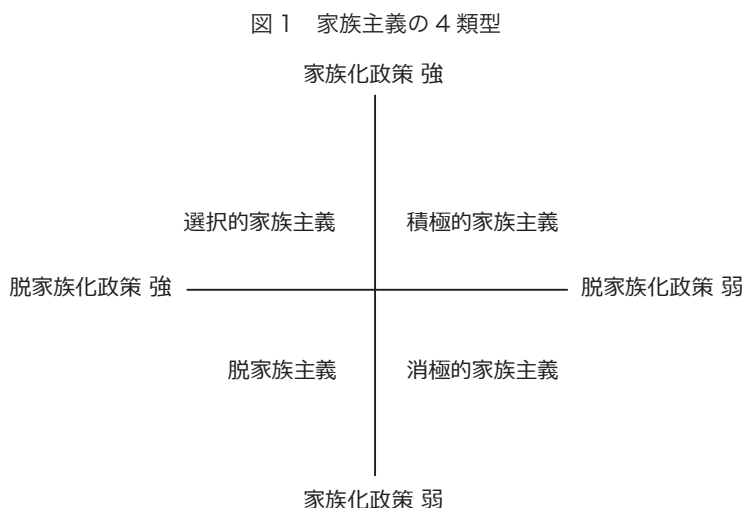 図1 家族主義の4類型
家族化政策 強
選択的家族主義 積極的家族主義
脱家族化政策 強 脱家族化政策 弱
脱家族主義 消極的家族主義
家族化政策 弱